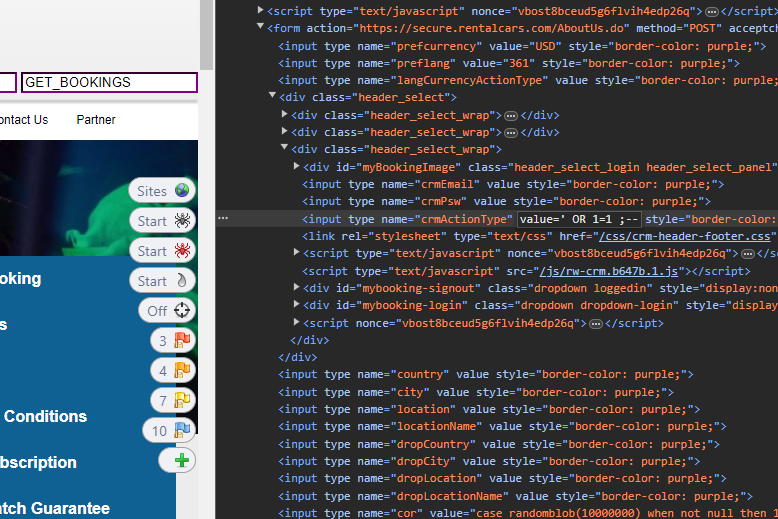 GET_BOOKINGS
ontact Us Partner
Sites
Start
Start
ooking
Start
Off
s
3
4
7
Conditions
10
bscription
atch Guarantee
<script type="text/javascript" nonce="vbost8bceud5g6flvih4edp26q">…</script>
<form action="https://secure.rentalcars.com/AboutUs.do" method="POST" acceptch
<input type name="prefcurrency" value="USD" style="border-color: purple;">
<input type name="preflang" value="361" style="border-color: purple;">
<input type name="langCurrencyActionType" value style="border-color: purple;">
<div class="header_select">
<div class="header_select_wrap">…</div>
<div class="header_select_wrap">…</div>
<div class="header_select_wrap">
<div id="myBookingImage" class="header_select_login header_select_panel"
<input type name="crmEmail" value style="border-color: purple;">
<input type name="crmPsw" value style="border-color: purple;">
… <input type name="crmActionType" value=' OR 1=1 ;-- style="border-color:
<link rel="stylesheet" type="text/css" href="/css/crm-header-footer.css"
<script type="text/javascript" nonce="vbost8bceud5g6flvih4edp26q">…</sc
<script type="text/javascript" src="/js/rw-crm.b647b.1.js"></script>
<div id="mybooking-signout" class="dropdown loggedin" style="display:non
<div id="mybooking-login" class="dropdown dropdown-login" style="display
<script nonce="vbost8bceud5g6flvih4edp26q">…</script>
</div>
</div>
<input type name="country" value style="border-color: purple;">
<input type name="city" value style="border-color: purple;">
<input type name="location" value style="border-color: purple;">
<input type name="locationName" value style="border-color: purple;">
<input type name="dropCountry" value style="border-color: purple;">
<input type name="dropCity" value style="border-color: purple;">
<input type name="dropLocation" value style="border-color: purple;">
<input type name="dropLocationName" value style="border-color: purple;">
<input type name="cor" value="case randomblob(10000000) when not null then 1